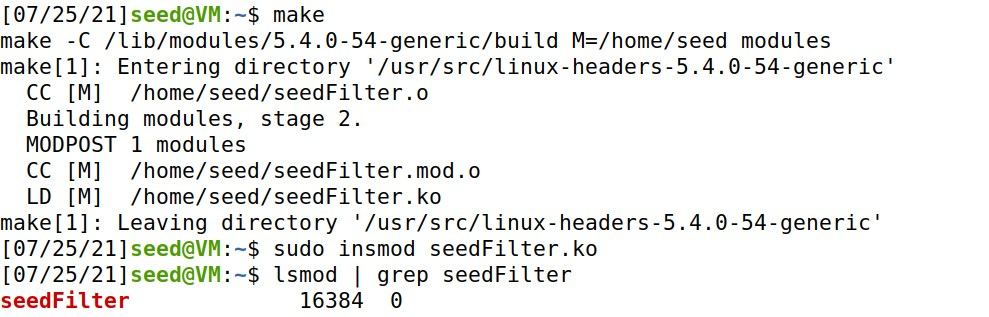 [07/25/21]seed@VM:~$ make
make -C /lib/modules/5.4.0-54-generic/build M=/home/seed modules
make[1]: Entering directory '/usr/src/linux-headers-5.4.0-54-generic'
  CC [M]  /home/seed/seedFilter.o
  Building modules, stage 2.
  MODPOST 1 modules
  CC [M]  /home/seed/seedFilter.mod.o
  LD [M]  /home/seed/seedFilter.ko
make[1]: Leaving directory '/usr/src/linux-headers-5.4.0-54-generic'
[07/25/21]seed@VM:~$ sudo insmod seedFilter.ko
[07/25/21]seed@VM:~$ lsmod | grep seedFilter
seedFilter             16384  0